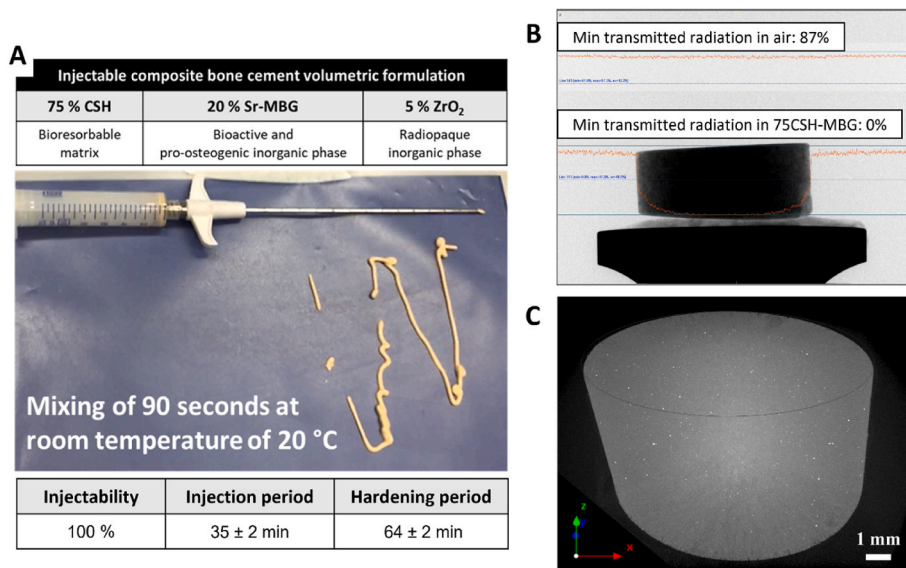 A
Injectable composite bone cement volumetric formulation
75 % CSH 20 % Sr-MBG 5 % ZrO₂
Bioresorbable matrix
Bioactive and pro-osteogenic inorganic phase
Radiopaque inorganic phase
Mixing of 90 seconds at
room temperature of 20 °C
Injectability Injection period Hardening period
100 % 35 ± 2 min 64 ± 2 min
B
Min transmitted radiation in air: 87%
Min transmitted radiation in 75CSH-MBG: 0%
C
z
x
1 mm